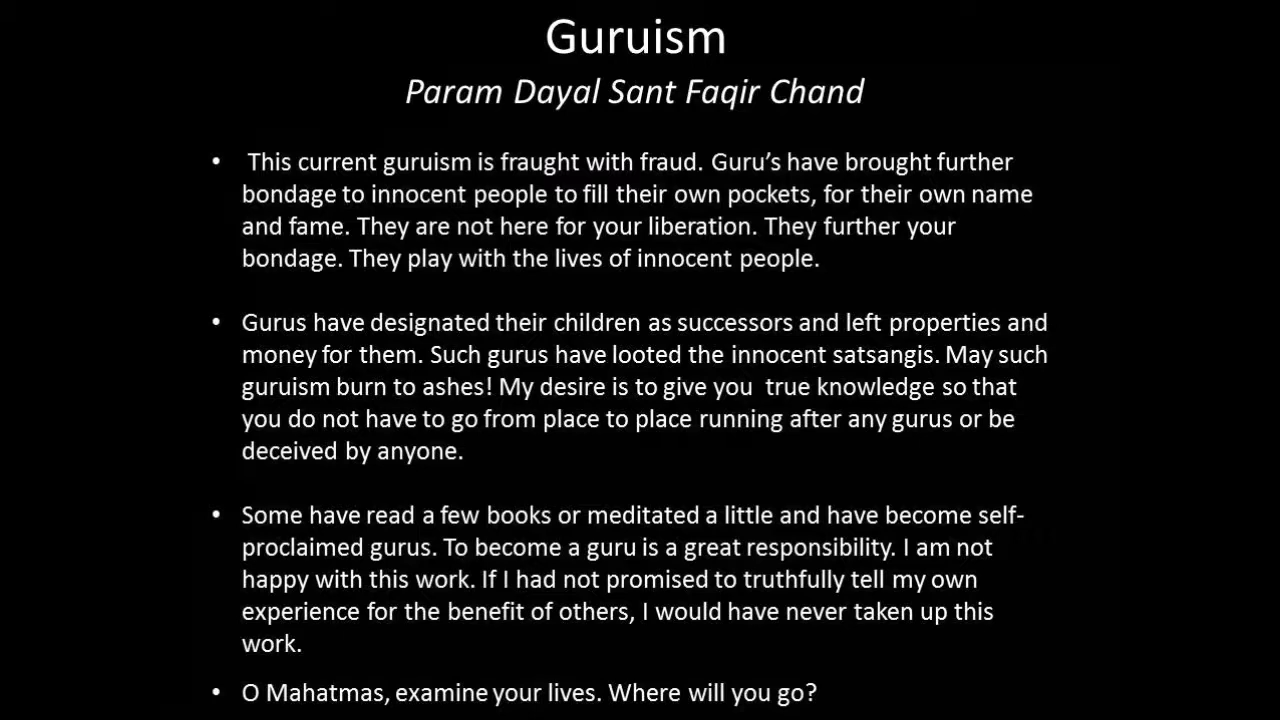 Guruism
Param Dayal Sant Faqir Chand
• This current guruism is fraught with fraud. Guru's have brought further
bondage to innocent people to fill their own pockets, for their own name
and fame. They are not here for your liberation. They further your
bondage. They play with the lives of innocent people.
• Gurus have designated their children as successors and left properties and
money for them. Such gurus have looted the innocent satsangis. May such
guruism burn to ashes! My desire is to give you true knowledge so that
you do not have to go from place to place running after any gurus or be
deceived by anyone.
• Some have read a few books or meditated a little and have become self-
proclaimed gurus. To become a guru is a great responsibility. I am not
happy with this work. If I had not promised to truthfully tell my own
experience for the benefit of others, I would have never taken up this
work.
• O Mahatmas, examine your lives. Where will you go?